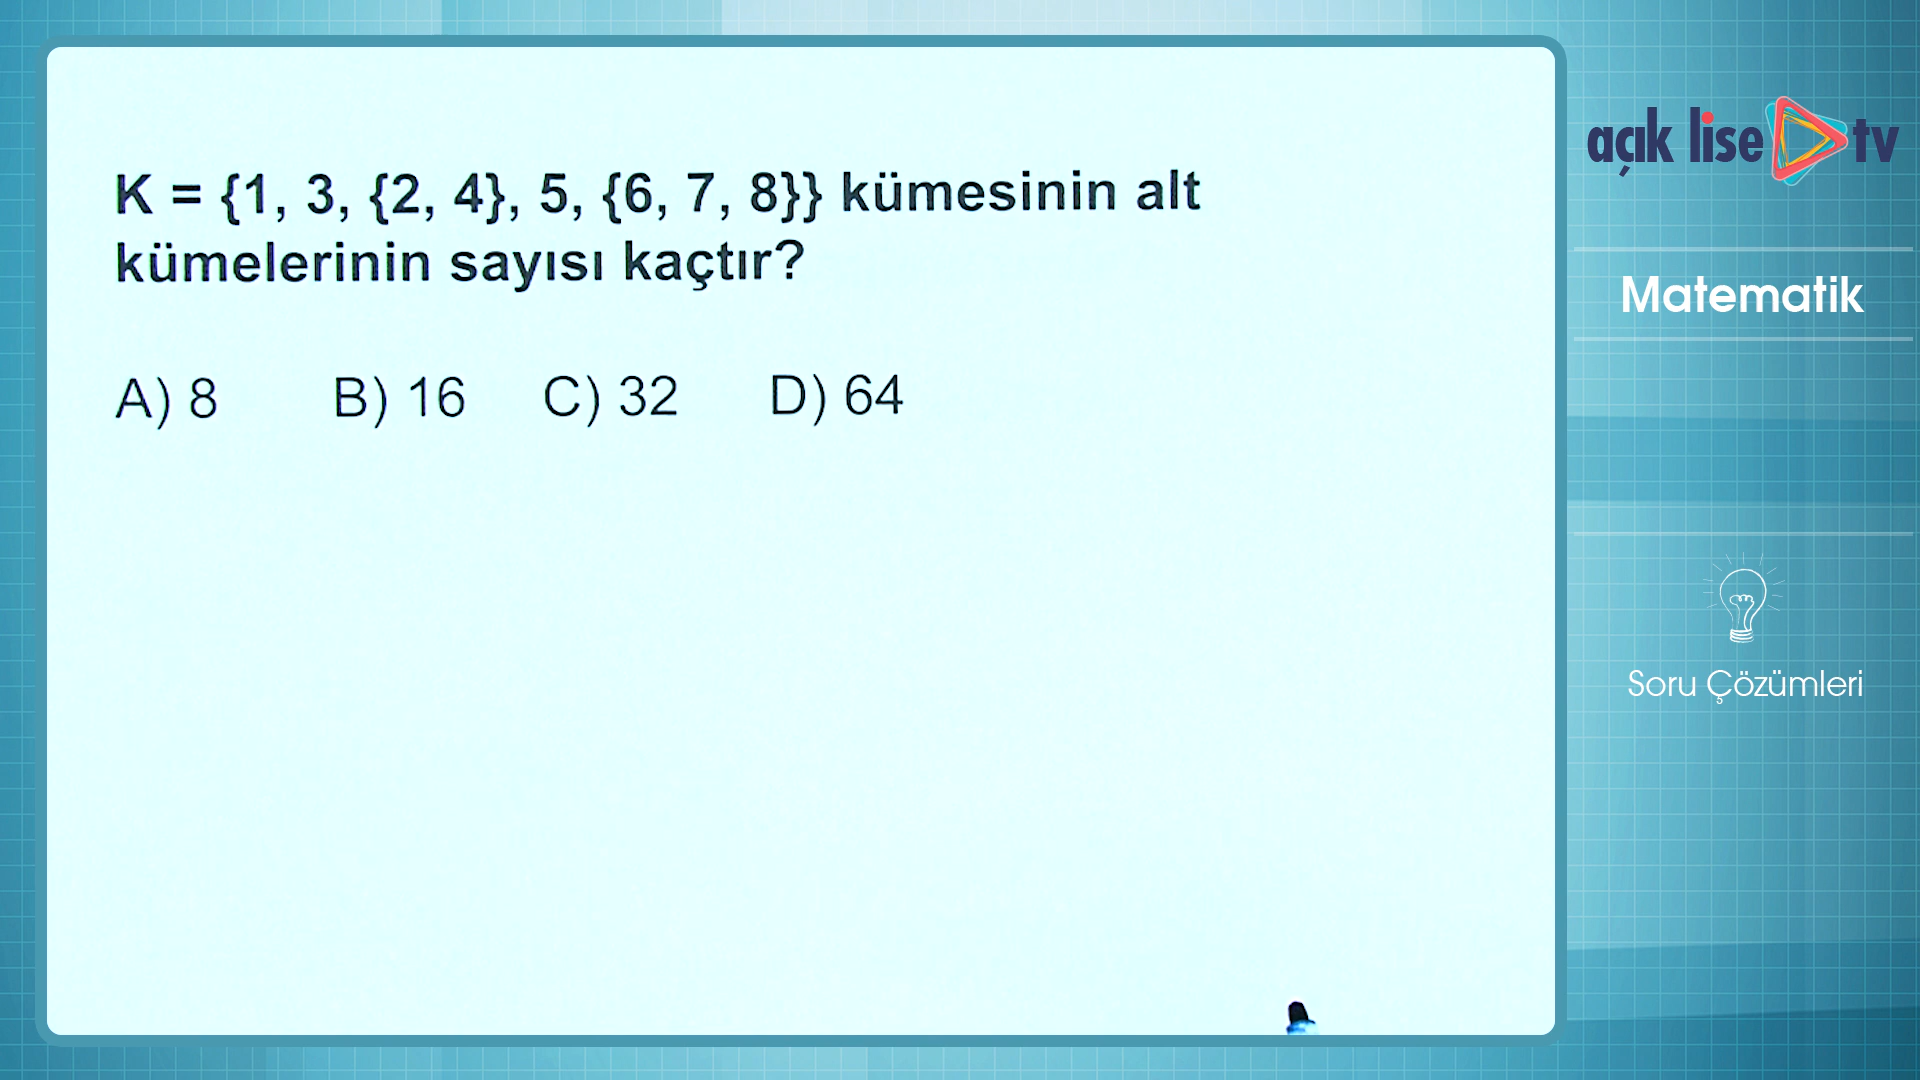 K = {1, 3, {2, 4}, 5, {6, 7, 8}} kümesinin alt
kümelerinin sayısı kaçtır?
A) 8 B) 16 C) 32 D) 64
açık lise tv
Matematik
Soru Çözümleri